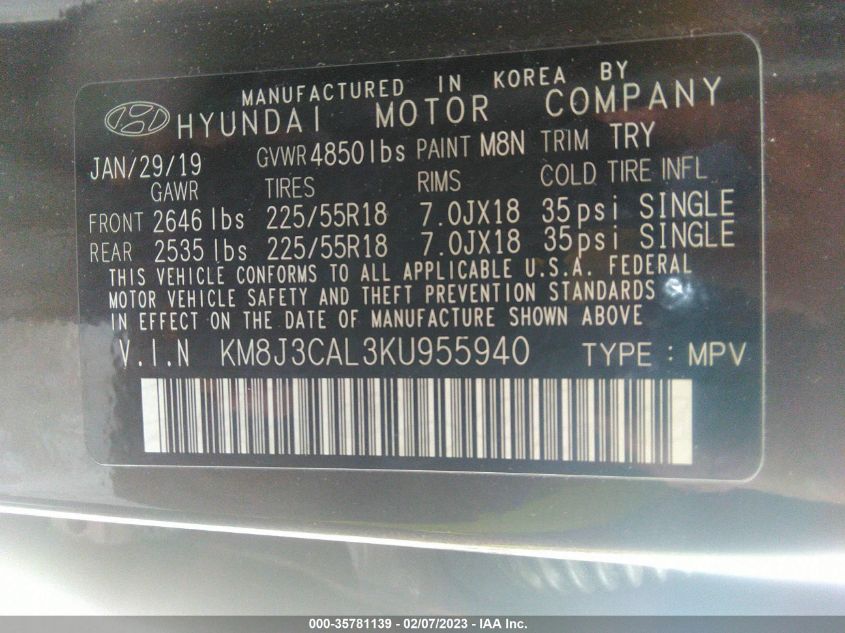 MANUFACTURED IN KOREA BY
HYUNDAI MOTOR COMPANY
JAN/29/19 GVWR 4850lbs PAINT M8N TRIM TRY
GAWR TIRES RIMS COLD TIRE INFL
FRONT 2646 lbs 225/55R18 7.0JX18 35psi SINGLE
REAR 2535 lbs 225/55R18 7.0JX18 35psi SINGLE
THIS VEHICLE CONFORMS TO ALL APPLICABLE U.S.A. FEDERAL
MOTOR VEHICLE SAFETY AND THEFT PREVENTION STANDARDS
IN EFFECT ON THE DATE OF MANUFACTURE SHOWN ABOVE
V.I.N KM8J3CAL3KU955940 TYPE : MPV
000-35781139 - 02/07/2023 - IAA Inc.